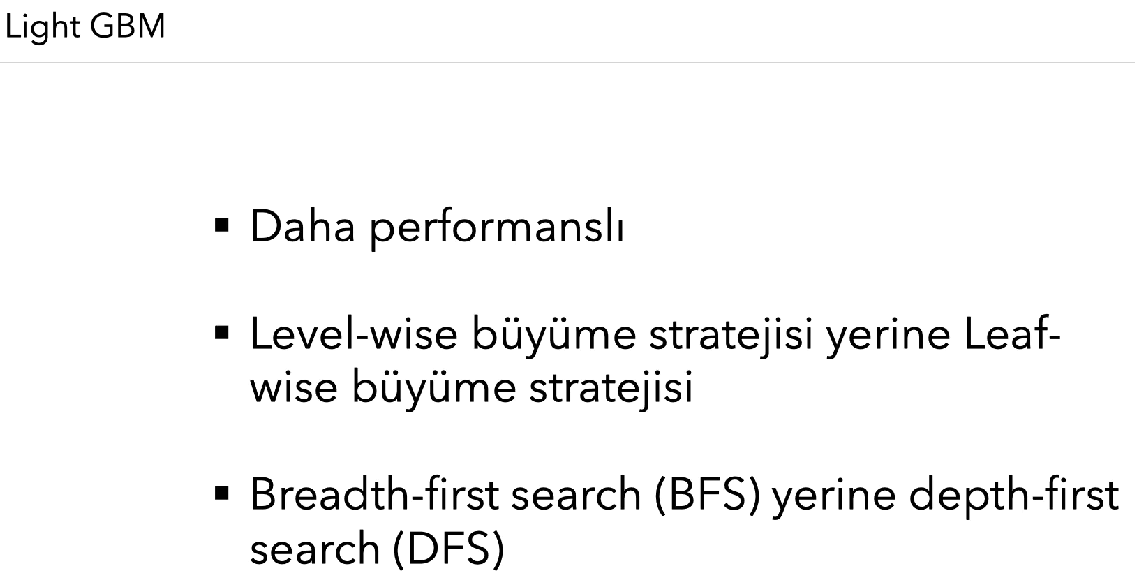 Light GBM
▪ Daha performanslı
▪ Level-wise büyüme stratejisi yerine Leaf-
wise büyüme stratejisi
▪ Breadth-first search (BFS) yerine depth-first
search (DFS)